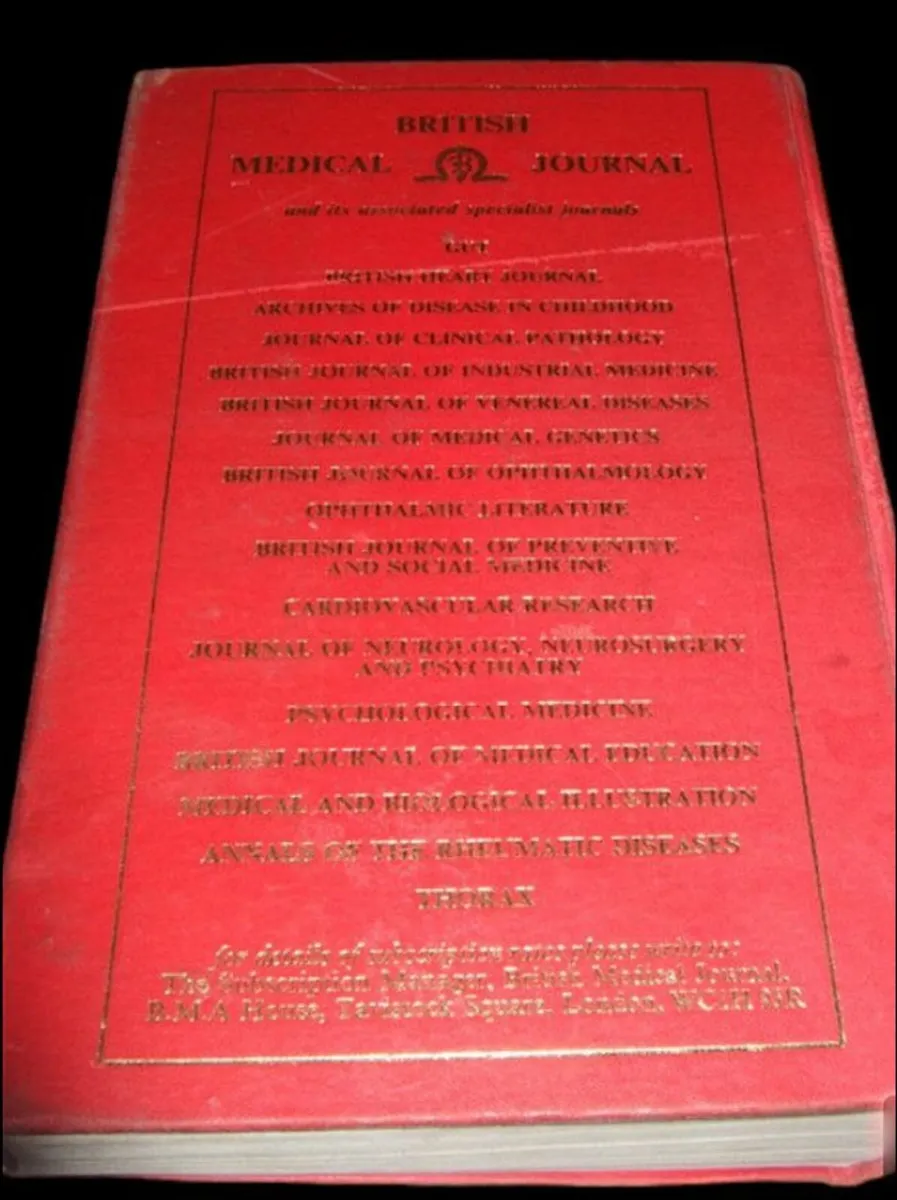 BRITISH
MEDICAL JOURNAL
and its associated specialist journals
GUT
BRITISH HEART JOURNAL
ARCHIVES OF DISEASE IN CHILDHOOD
JOURNAL OF CLINICAL PATHOLOGY
BRITISH JOURNAL OF INDUSTRIAL MEDICINE
BRITISH JOURNAL OF VENEREAL DISEASES
JOURNAL OF MEDICAL GENETICS
BRITISH JOURNAL OF OPHTHALMOLOGY
OPHTHALMIC LITERATURE
BRITISH JOURNAL OF PREVENTIVE
AND SOCIAL MEDICINE
CARDIOVASCULAR RESEARCH
JOURNAL OF NEUROLOGY, NEUROSURGERY
AND PSYCHIATRY
PSYCHOLOGICAL MEDICINE
BRITISH JOURNAL OF MEDICAL EDUCATION
MEDICAL AND BIOLOGICAL ILLUSTRATION
ANNALS OF THE RHEUMATIC DISEASES
THORAX
for details of subscription rates please write to:
The Subscription Manager, British Medical Journal,
B.M.A House, Tavistock Square, London, WC1H 9JR